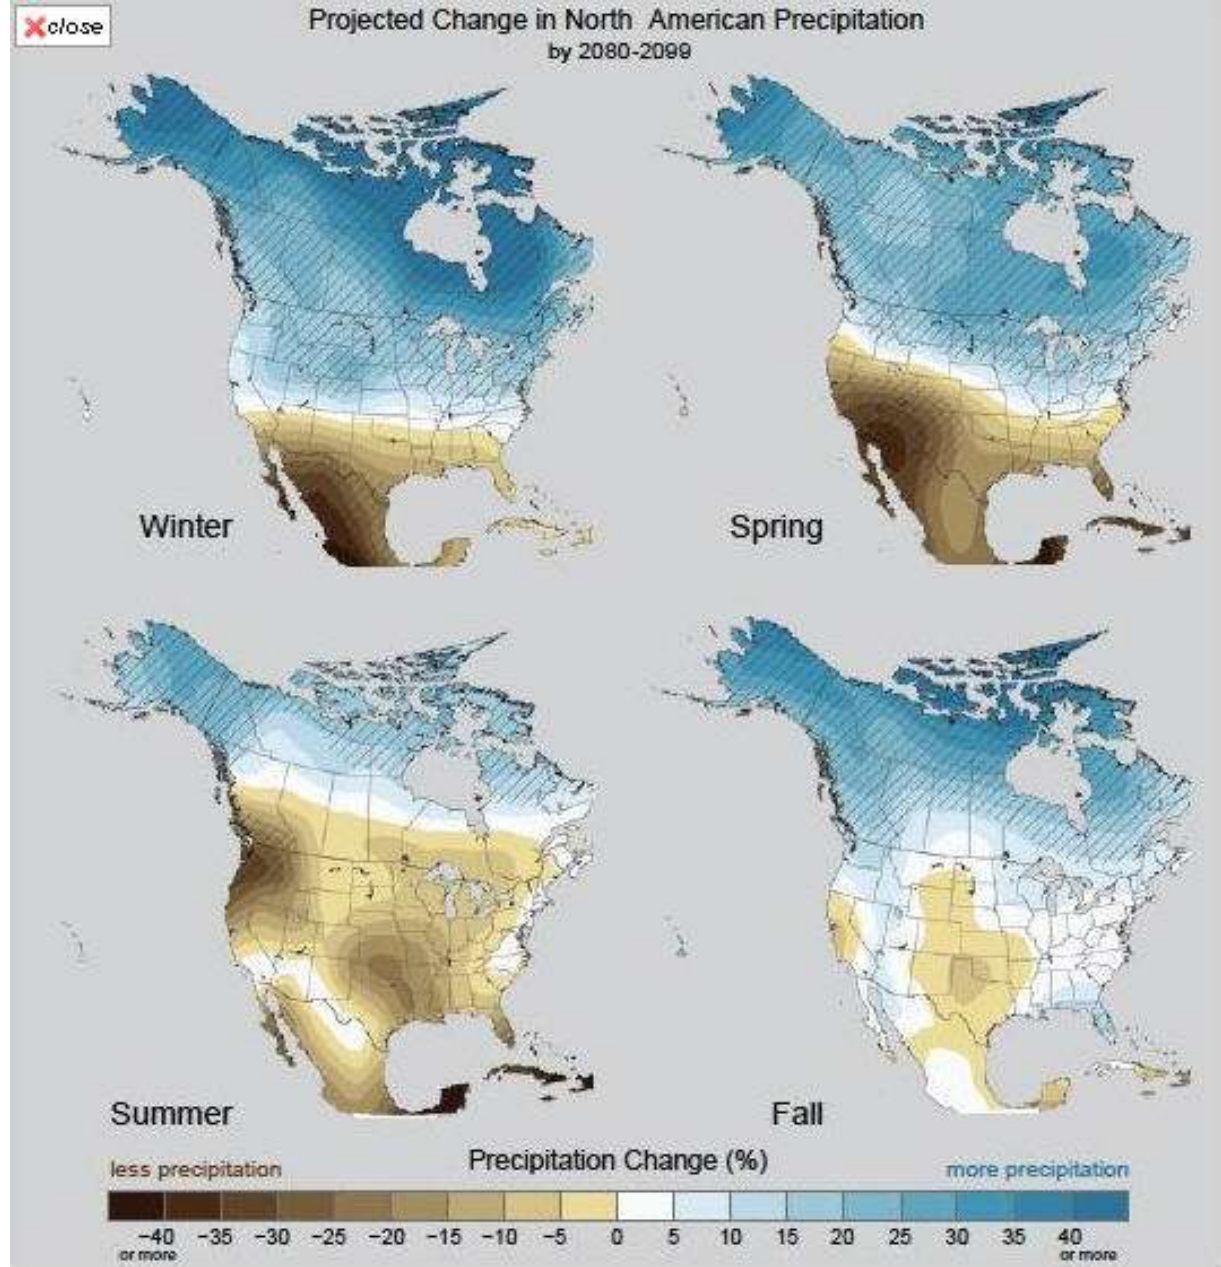 close
Projected Change in North American Precipitation
by 2080-2099
Winter
Spring
Summer
Fall
less precipitation
Precipitation Change (%)
more precipitation
−40 −35 −30 −25 −20 −15 −10 −5 0 5 10 15 20 25 30 35 40
or more
or more